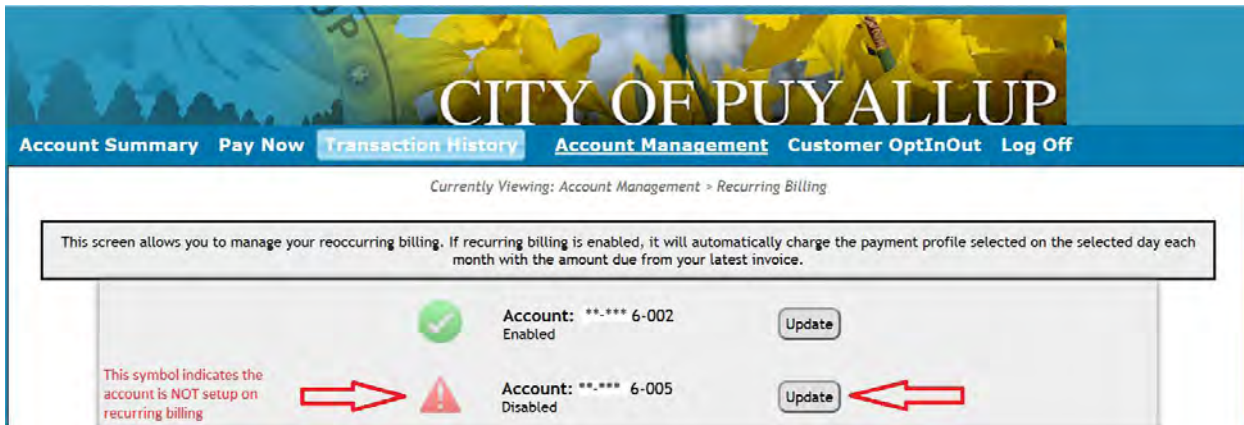 CITY OF PUYALLUP
Account Summary Pay Now Transaction History Account Management Customer OptInOut Log Off
Currently Viewing: Account Management > Recurring Billing
This screen allows you to manage your reoccurring billing. If recurring billing is enabled, it will automatically charge the payment profile selected on the selected day each
month with the amount due from your latest invoice.
Account: **-*** 6-002
Enabled
Update
This symbol indicates the
account is NOT setup on
recurring billing
Account: **-*** 6-005
Disabled
Update